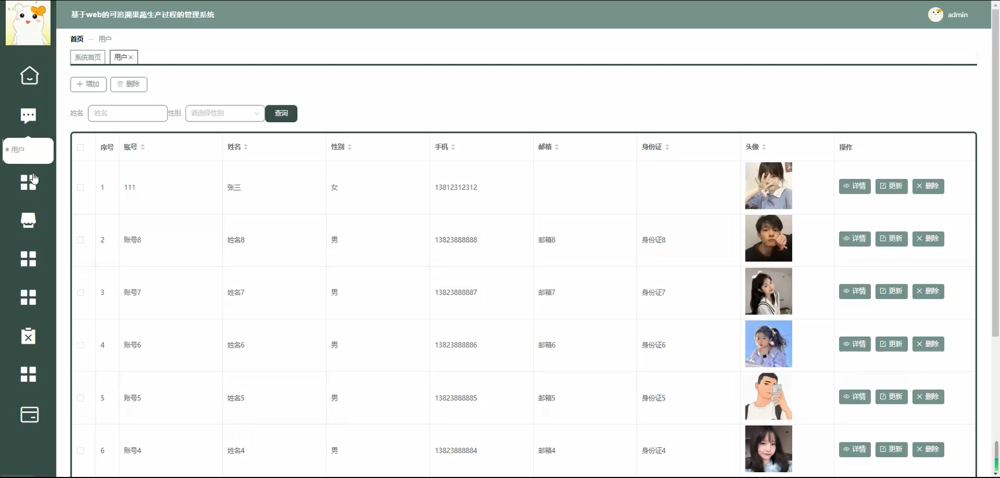 基于web的可追溯果蔬生产过程的管理系统
admin
首页 — 用户
系统首页 用户
增加 删除
姓名 姓名 性别 请选择性别 查询
用户
序号 账号 姓名 性别 手机 邮箱 身份证 头像 操作
1 111 张三 女 13812312312 详情 更新 删除
2 账号8 姓名8 男 13823888888 邮箱8 身份证8 详情 更新 删除
3 账号7 姓名7 男 13823888887 邮箱7 身份证7 详情 更新 删除
4 账号6 姓名6 男 13823888886 邮箱6 身份证6 详情 更新 删除
5 账号5 姓名5 男 13823888885 邮箱5 身份证5 详情 更新 删除
6 账号4 姓名4 男 13823888884 邮箱4 身份证4 详情 更新 删除